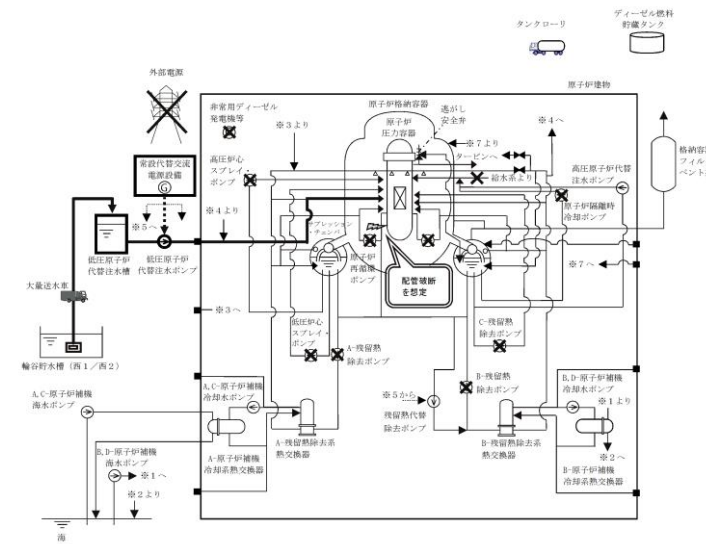 タンクローリ
ディーゼル燃料
貯蔵タンク
外部電源
原子炉建物
非常用ディーゼル
発電機等
原子炉格納容器
原子炉
圧力容器
逃がし
安全弁
※3より
※7より
※4へ
タービンへ
給水系より
格納容
フィル
ベント
常設代替交流
電源設備
G
高圧炉心
スプレイ・
ポンプ
高圧原子炉代替
注水ポンプ
原子炉隔離時
冷却ポンプ
※5へ
※4より
サプレッション
・チェンバ
低圧原子炉
代替注水槽
低圧原子炉
代替注水ポンプ
※7へ
原子炉
再循環
ポンプ
配管破断
を想定
大量送水車
※3へ
低圧炉心
スプレイ・
ポンプ
A-残留熱
除去ポンプ
C-残留熱
除去ポンプ
輪谷貯水槽（西1／西2）
A,C-原子炉補機
海水ポンプ
A,C-原子炉補機
冷却水ポンプ
※5から
残留熱代替
除去ポンプ
B-残留熱
除去ポンプ
B,D-原子炉補機
冷却水ポンプ
※1より
B,D-原子炉補機
海水ポンプ
※1へ
※2より
A-原子炉補機
冷却系熱交換器
A-残留熱除去系
熱交換器
B-残留熱除去系
熱交換器
※2へ
B-原子炉補機
冷却系熱交換器
海